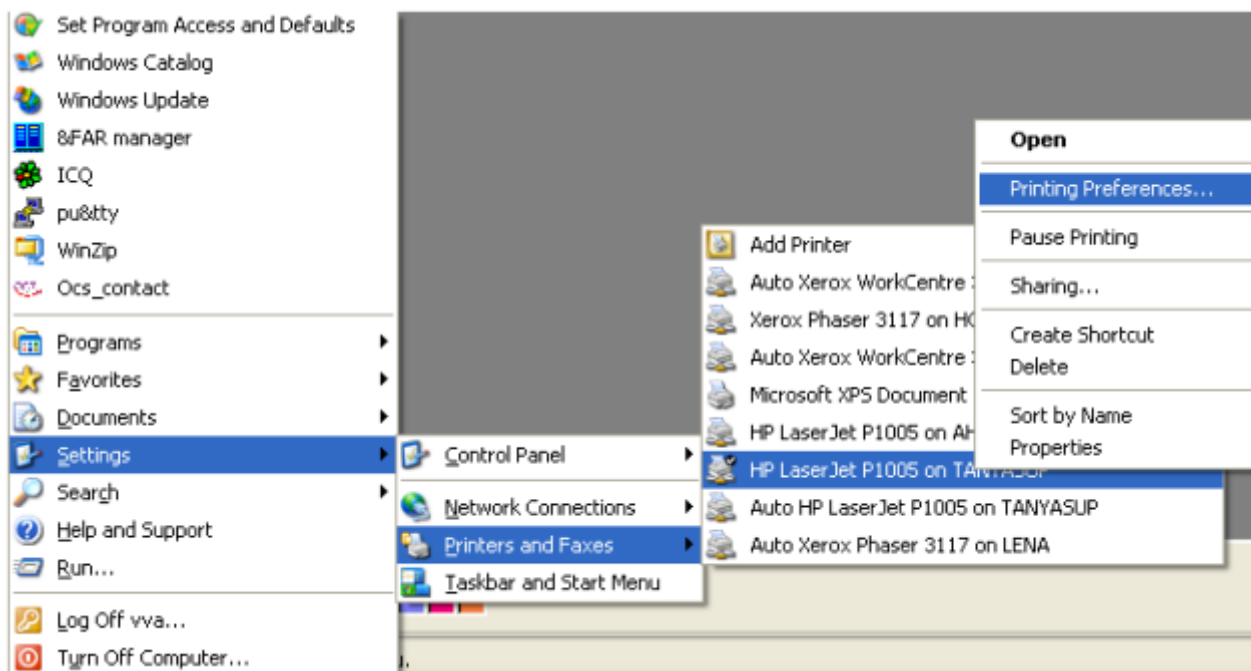 Set Program Access and Defaults
Windows Catalog
Windows Update
&FAR manager
ICQ
pu&tty
WinZip
Ocs_contact
Programs
Favorites
Documents
Settings
Search
Help and Support
Run...
Log Off vva...
Turn Off Computer...
Control Panel
Network Connections
Printers and Faxes
Taskbar and Start Menu
Add Printer
Auto Xerox WorkCentre
Xerox Phaser 3117 on
Auto Xerox WorkCentre
Microsoft XPS Document
HP LaserJet P1005 on
HP LaserJet P1005 on TANYASUP
Auto HP LaserJet P1005 on TANYASUP
Auto Xerox Phaser 3117 on LENA
Open
Printing Preferences...
Pause Printing
Sharing...
Create Shortcut
Delete
Sort by Name
Properties